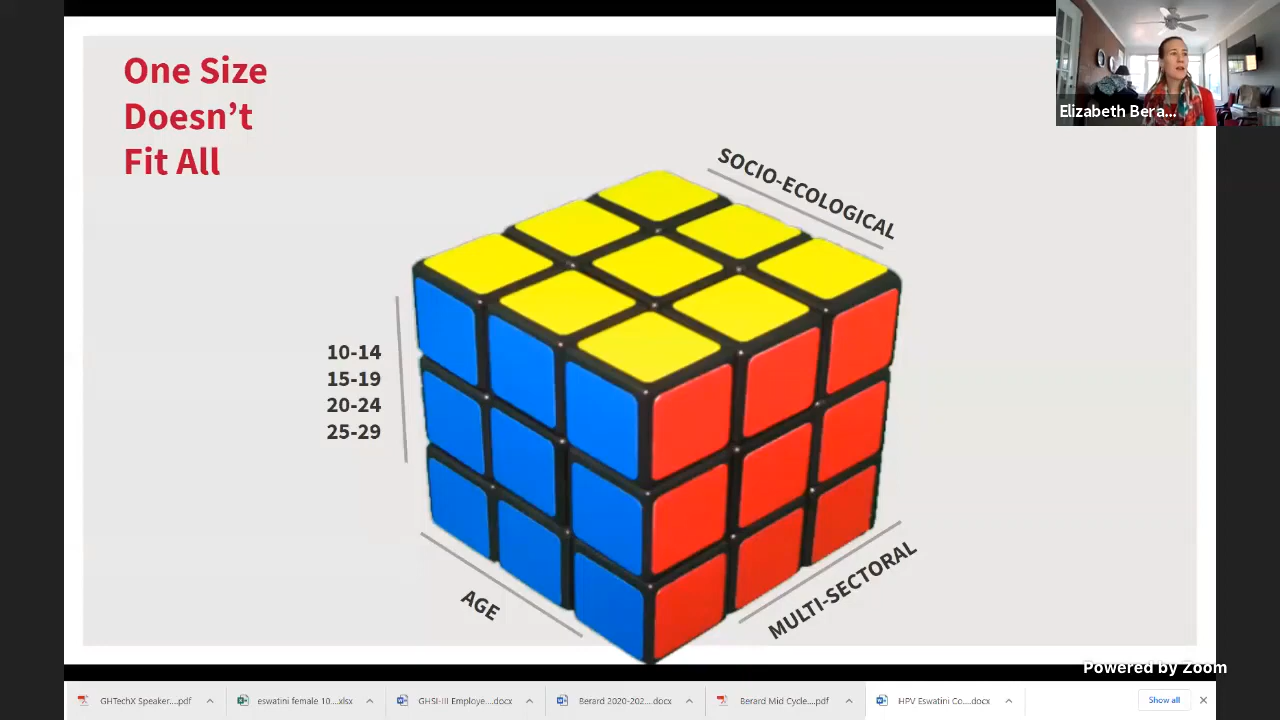 One Size
Doesn't
Fit All
Elizabeth Bera...
SOCIO-ECOLOGICAL
10-14
15-19
20-24
25-29
AGE
MULTI-SECTORAL
Powered by Zoom
GHTechX Speaker....pdf
eswatini female 10....xlsx
GHSI-III Employ....docx
Berard 2020-202....docx
Berard Mid Cycle....pdf
HPV Eswatini Co....docx
Show all